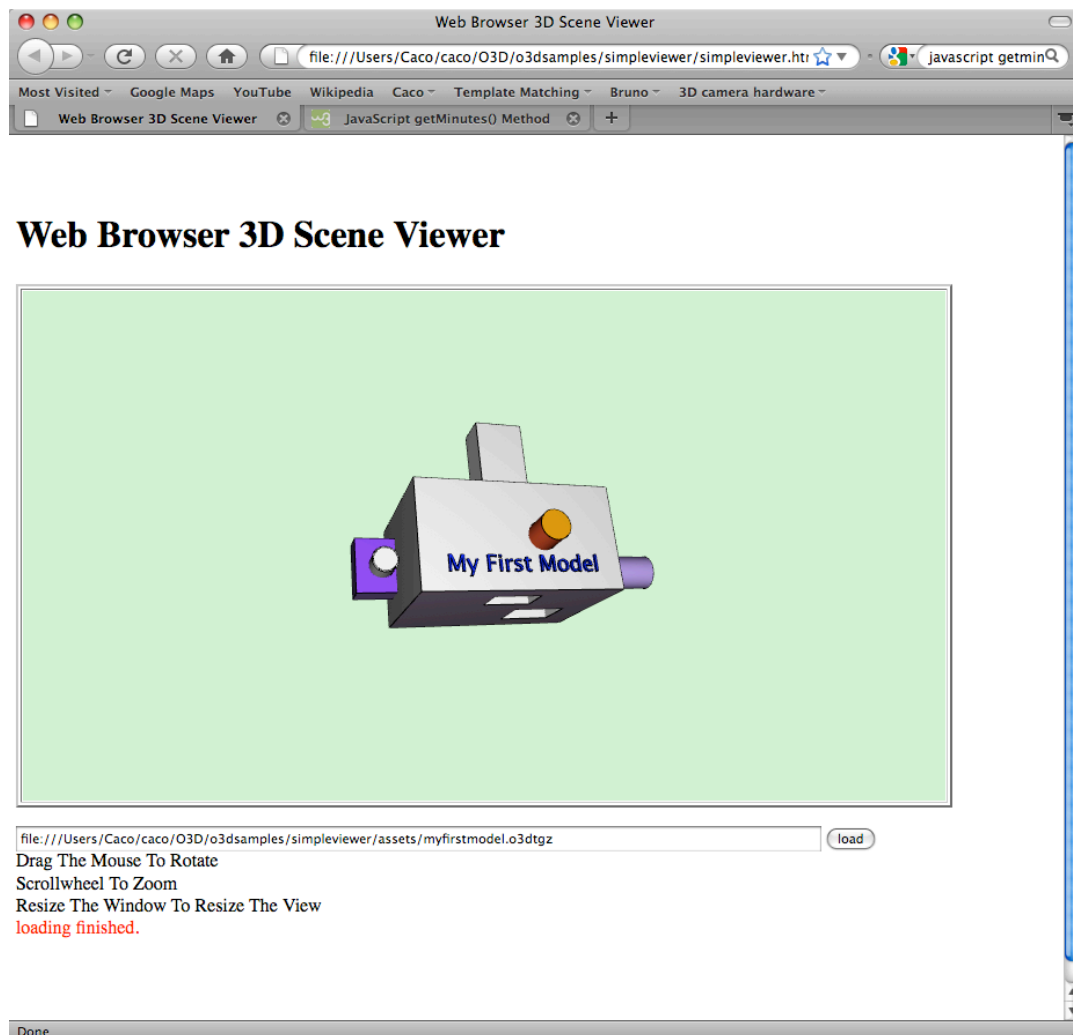 Web Browser 3D Scene Viewer
file:///Users/Caco/caco/O3D/o3dsamples/simpleviewer/simpleviewer.htr
javascript getmin
Most Visited Google Maps YouTube Wikipedia Caco Template Matching Bruno 3D camera hardware
Web Browser 3D Scene Viewer JavaScript getMinutes() Method
Web Browser 3D Scene Viewer
My First Model
file:///Users/Caco/caco/O3D/o3dsamples/simpleviewer/assets/myfirstmodel.o3dtgz load
Drag The Mouse To Rotate
Scrollwheel To Zoom
Resize The Window To Resize The View
loading finished.
Done